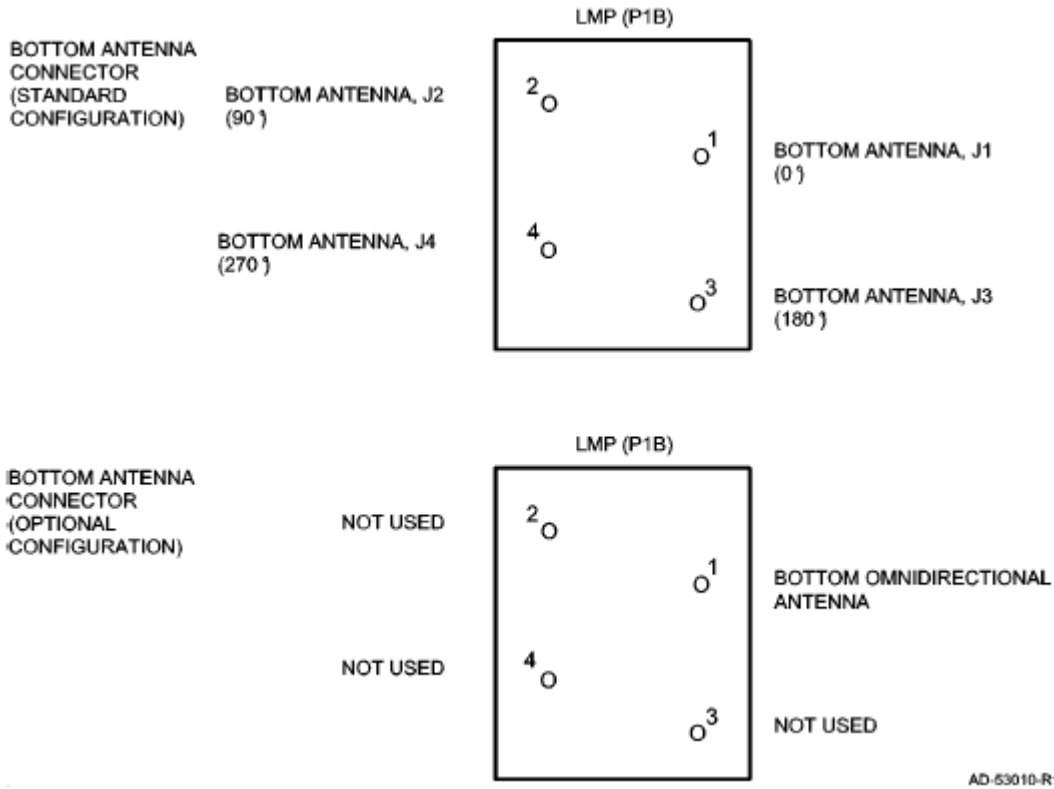 LMP (P1B)
BOTTOM ANTENNA
CONNECTOR
(STANDARD
CONFIGURATION)
BOTTOM ANTENNA, J2
(90°)
2
1
BOTTOM ANTENNA, J1
(0°)
BOTTOM ANTENNA, J4
(270°)
4
3
BOTTOM ANTENNA, J3
(180°)
LMP (P1B)
BOTTOM ANTENNA
CONNECTOR
(OPTIONAL
CONFIGURATION)
NOT USED
2
1
BOTTOM OMNIDIRECTIONAL
ANTENNA
NOT USED
4
3
NOT USED